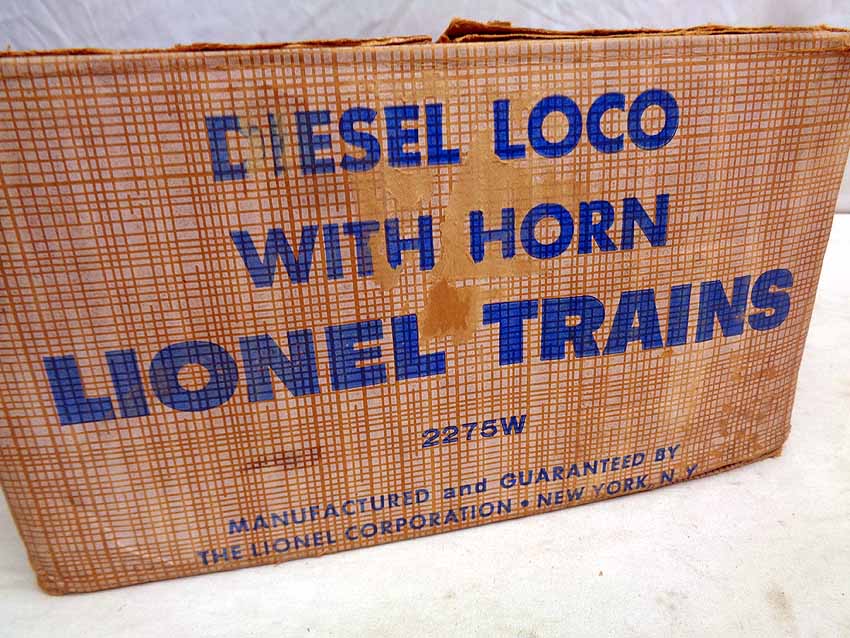 DIESEL LOCO
WITH HORN
LIONEL TRAINS
2275W
MANUFACTURED and GUARANTEED BY
THE LIONEL CORPORATION • NEW YORK, N.Y.